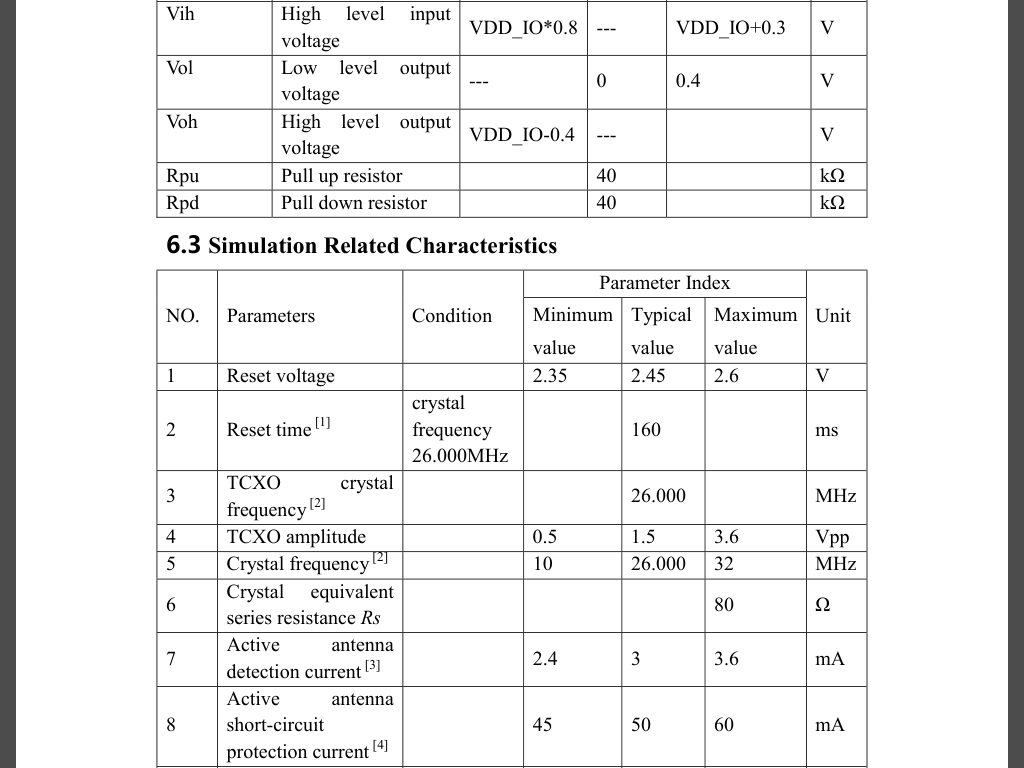 Vih High level input voltage VDD_IO*0.8 --- VDD_IO+0.3 V
Vol Low level output voltage --- 0 0.4 V
Voh High level output voltage VDD_IO-0.4 --- V
Rpu Pull up resistor 40 kΩ
Rpd Pull down resistor 40 kΩ
6.3 Simulation Related Characteristics
NO. Parameters Condition Parameter Index Unit
Minimum value Typical value Maximum value
1 Reset voltage 2.35 2.45 2.6 V
2 Reset time [1] crystal frequency 26.000MHz 160 ms
3 TCXO crystal frequency [2] 26.000 MHz
4 TCXO amplitude 0.5 1.5 3.6 Vpp
5 Crystal frequency [2] 10 26.000 32 MHz
6 Crystal equivalent series resistance Rs 80 Ω
7 Active antenna detection current [3] 2.4 3 3.6 mA
8 Active antenna short-circuit protection current [4] 45 50 60 mA